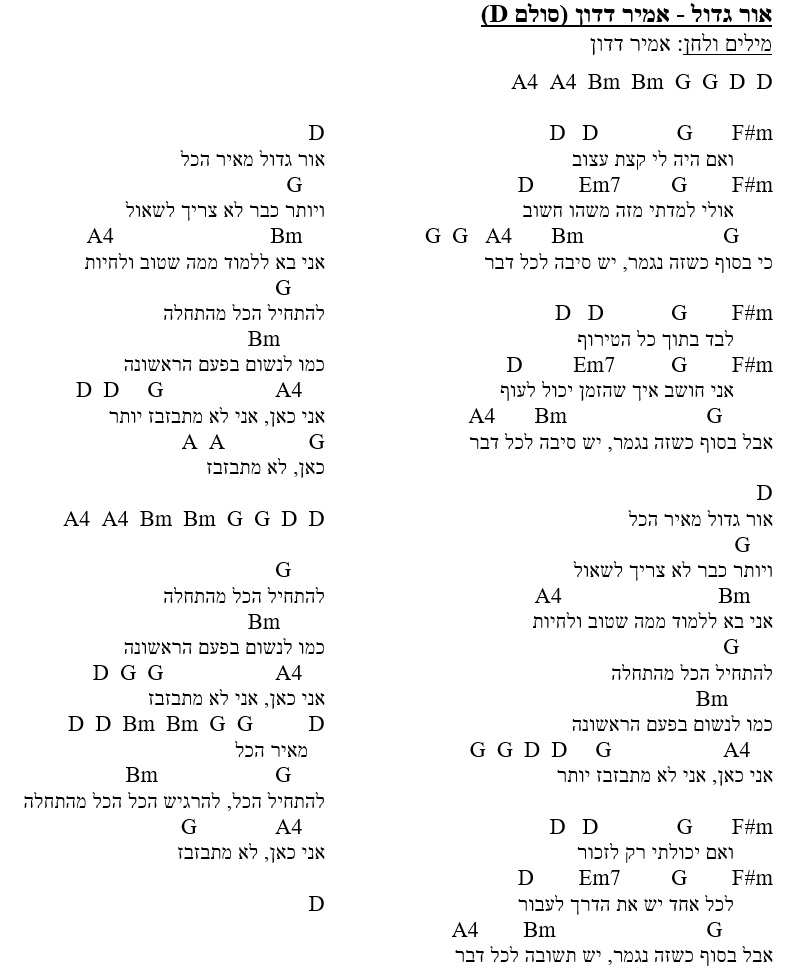 אור גדול - אמיר דדון (סולם D)
מילים ולחן: אמיר דדון
A4 A4 Bm Bm G G D D
D D G F#m
ואם היה לי קצת עצוב
D Em7 G F#m
אולי למדתי מזה משהו חשוב
G G A4 Bm G
כי בסוף כשזה נגמר, יש סיבה לכל דבר
D D G F#m
לבד בתוך כל הטירוף
D Em7 G F#m
אני חושב איך שהזמן יכול לעוף
A4 Bm G
אבל בסוף כשזה נגמר, יש סיבה לכל דבר
D
אור גדול מאיר הכל
G
ויותר כבר לא צריך לשאול
A4 Bm
אני בא ללמוד ממה שטוב ולחיות
G
להתחיל הכל מהתחלה
Bm
כמו לנשום בפעם הראשונה
G G D D G A4
אני כאן, אני לא מתבזבז יותר
D D G F#m
ואם יכולתי רק לזכור
D Em7 G F#m
לכל אחד יש את הדרך לעבור
A4 Bm G
אבל בסוף כשזה נגמר, יש תשובה לכל דבר
D
אור גדול מאיר הכל
G
ויותר כבר לא צריך לשאול
A4 Bm
אני בא ללמוד ממה שטוב ולחיות
G
להתחיל הכל מהתחלה
Bm
כמו לנשום בפעם הראשונה
D D G A4
אני כאן, אני לא מתבזבז יותר
A A G
כאן, לא מתבזבז
A4 A4 Bm Bm G G D D
G
להתחיל הכל מהתחלה
Bm
כמו לנשום בפעם הראשונה
D G G A4
אני כאן, אני לא מתבזבז
D D Bm Bm G G D
מאיר הכל
Bm G
להתחיל הכל, להרגיש הכל הכל מהתחלה
G A4
אני כאן, לא מתבזבז
D